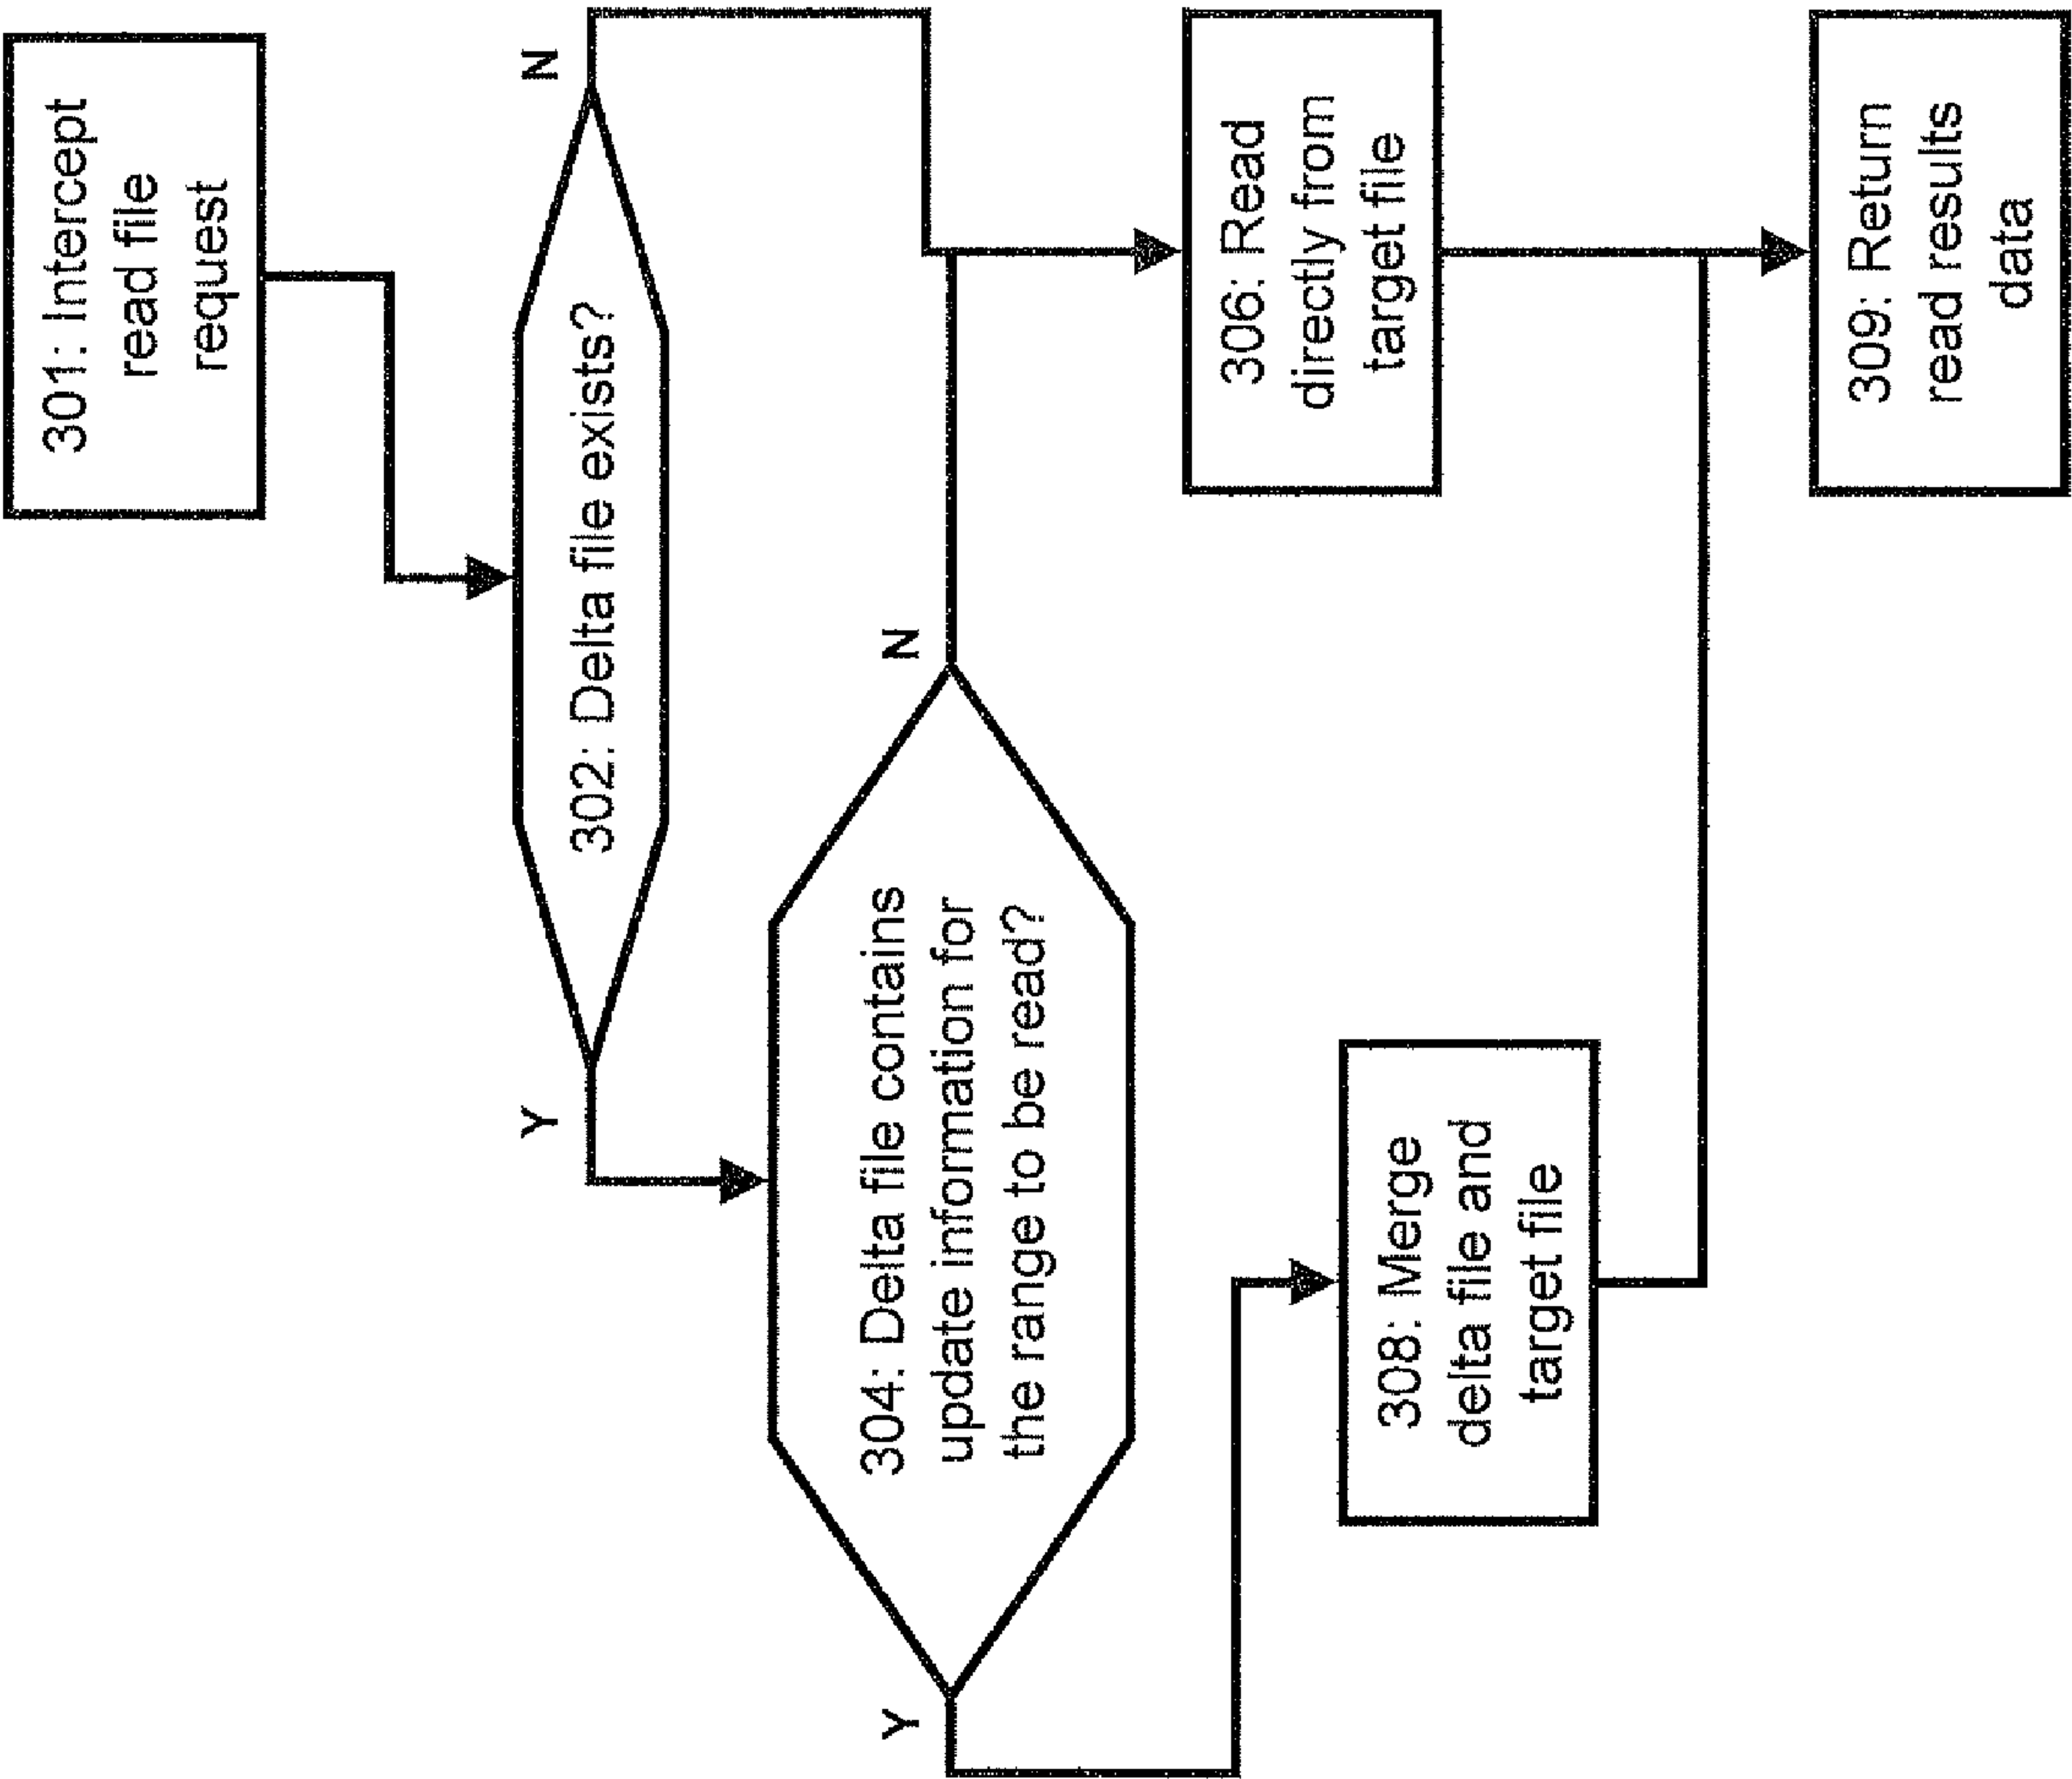 301: Intercept
read file
request
302: Delta file exists?
Y
N
304: Delta file contains
update information for
the range to be read?
Y
N
306: Read
directly from
target file
308: Merge
delta file and
target file
309: Return
read results
data